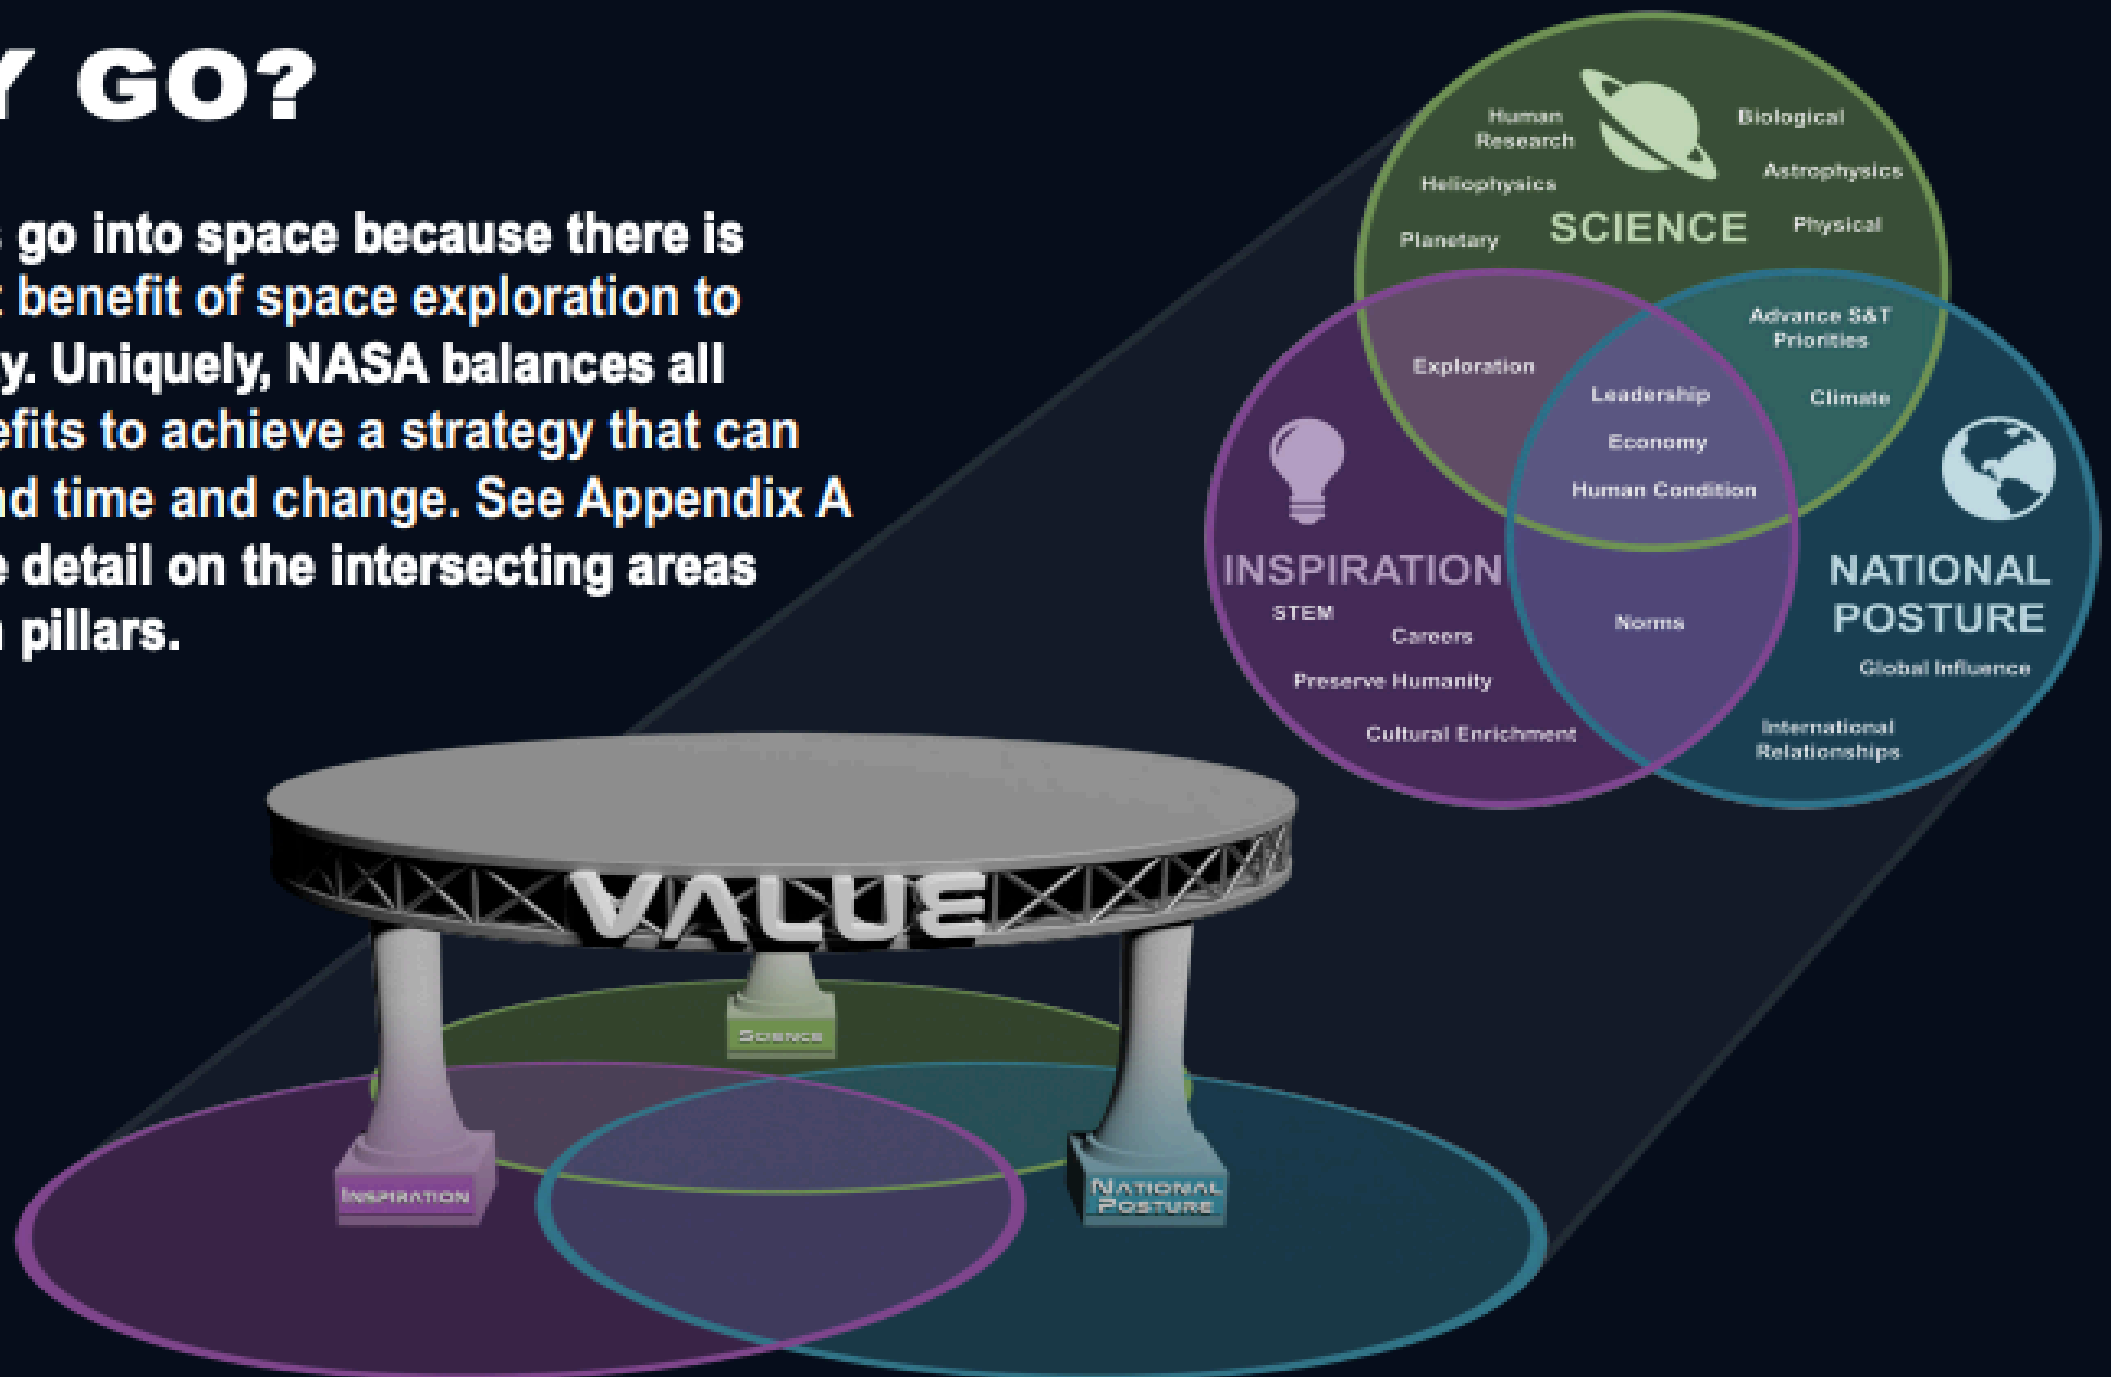 Y GO?
s go into space because there is
t benefit of space exploration to
y. Uniquely, NASA balances all
efits to achieve a strategy that can
nd time and change. See Appendix A
e detail on the intersecting areas
n pillars.
Human
Research
Biological
Heliophysics
Astrophysics
Planetary
SCIENCE
Physical
Exploration
Advance S&T
Priorities
Leadership
Climate
Economy
Human Condition
INSPIRATION
STEM
Careers
Preserve Humanity
Cultural Enrichment
Norms
NATIONAL
POSTURE
Global Influence
International
Relationships
VALUE
SCIENCE
INSPIRATION
NATIONAL
POSTURE